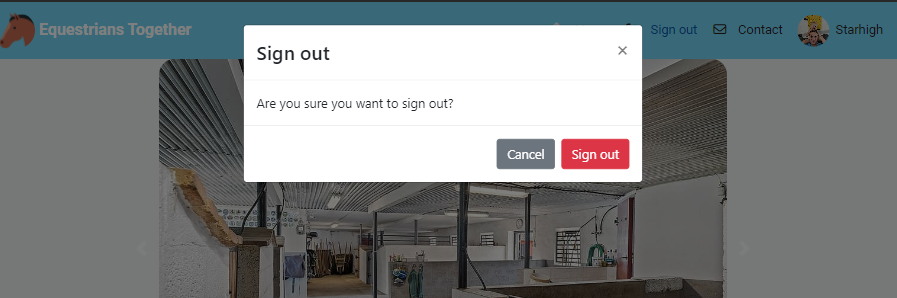 Equestrians Together
Sign out
Contact
Starhigh
Sign out
×
Are you sure you want to sign out?
Cancel
Sign out